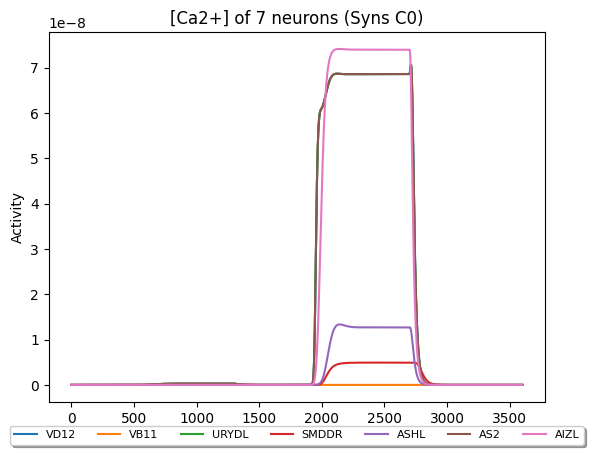 [Ca2+] of 7 neurons (Syns C0)
1e−8
7
6
5
4
3
2
1
0
Activity
0 500 1000 1500 2000 2500 3000 3500
VD12 VB11 URYDL SMDDR ASHL AS2 AIZL